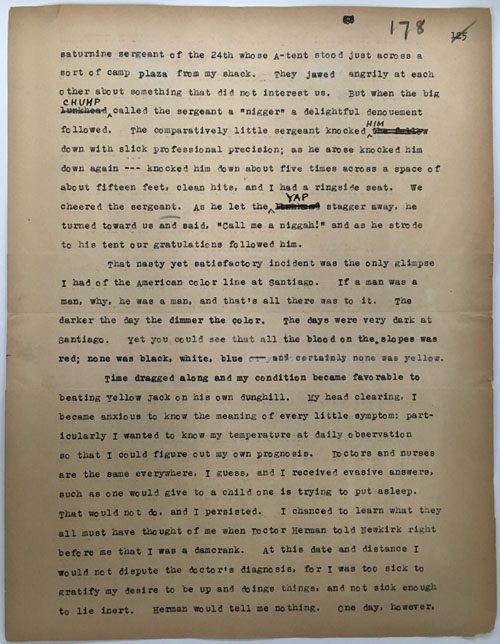 178 125
saturnine sergeant of the 24th whose A-tent stood just across a
sort of camp plaza from my shack. They jawed angrily at each
other about something that did not interest us. But when the big
CHUMP
lunkhead called the sergeant a "nigger" a delightful denouement
HIM
followed. The comparatively little sergeant knocked
down with slick professional precision; as he arose knocked him
down again --- knocked him down about five times across a space of
about fifteen feet, clean hits, and I had a ringside seat. We
YAP
cheered the sergeant. As he let the stagger away, he
turned toward us and said, "Call me a niggah!" and as he strode
to his tent our gratulations followed him.
That nasty yet satisfactory incident was the only glimpse
I had of the American color line at Santiago. If a man was a
man, why, he was a man, and that's all there was to it. The
darker the day the dimmer the color. The days were very dark at
Santiago. Yet you could see that all the blood on the slopes was
red; none was black, white, blue and certainly none was yellow.
Time dragged along and my condition became favorable to
beating Yellow Jack on his own dunghill. My head clearing, I
became anxious to know the meaning of every little symptom: part-
icularly I wanted to know my temperature at daily observation
so that I could figure out my own prognosis. Doctors and nurses
are the same everywhere, I guess, and I received evasive answers,
such as one would give to a child one is trying to put asleep.
That would not do, and I persisted. I chanced to learn what they
all must have thought of me when Doctor Herman told Newkirk right
before me that I was a damcrank. At this date and distance I
would not dispute the doctor's diagnosis, for I was too sick to
gratify my desire to be up and doings things, and not sick enough
to lie inert. Herman would tell me nothing. One day, however,